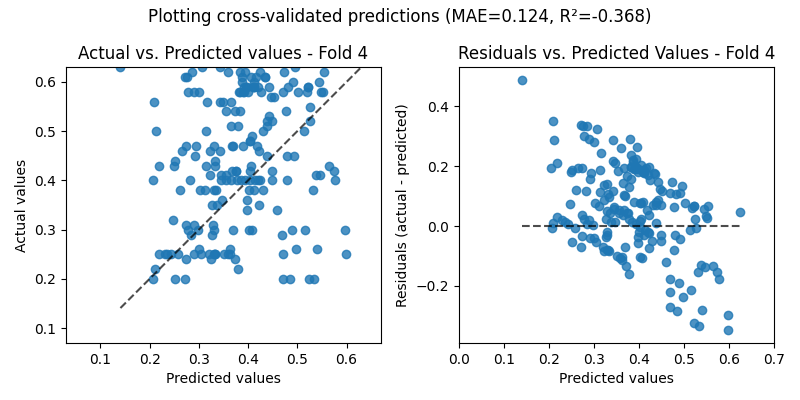 Plotting cross-validated predictions (MAE=0.124, R²=-0.368)
Actual vs. Predicted values - Fold 4
Residuals vs. Predicted Values - Fold 4
Actual values
0.6
0.5
0.4
0.3
0.2
0.1
0.1 0.2 0.3 0.4 0.5 0.6
Predicted values
Residuals (actual - predicted)
0.4
0.2
0.0
−0.2
0.0 0.1 0.2 0.3 0.4 0.5 0.6 0.7
Predicted values